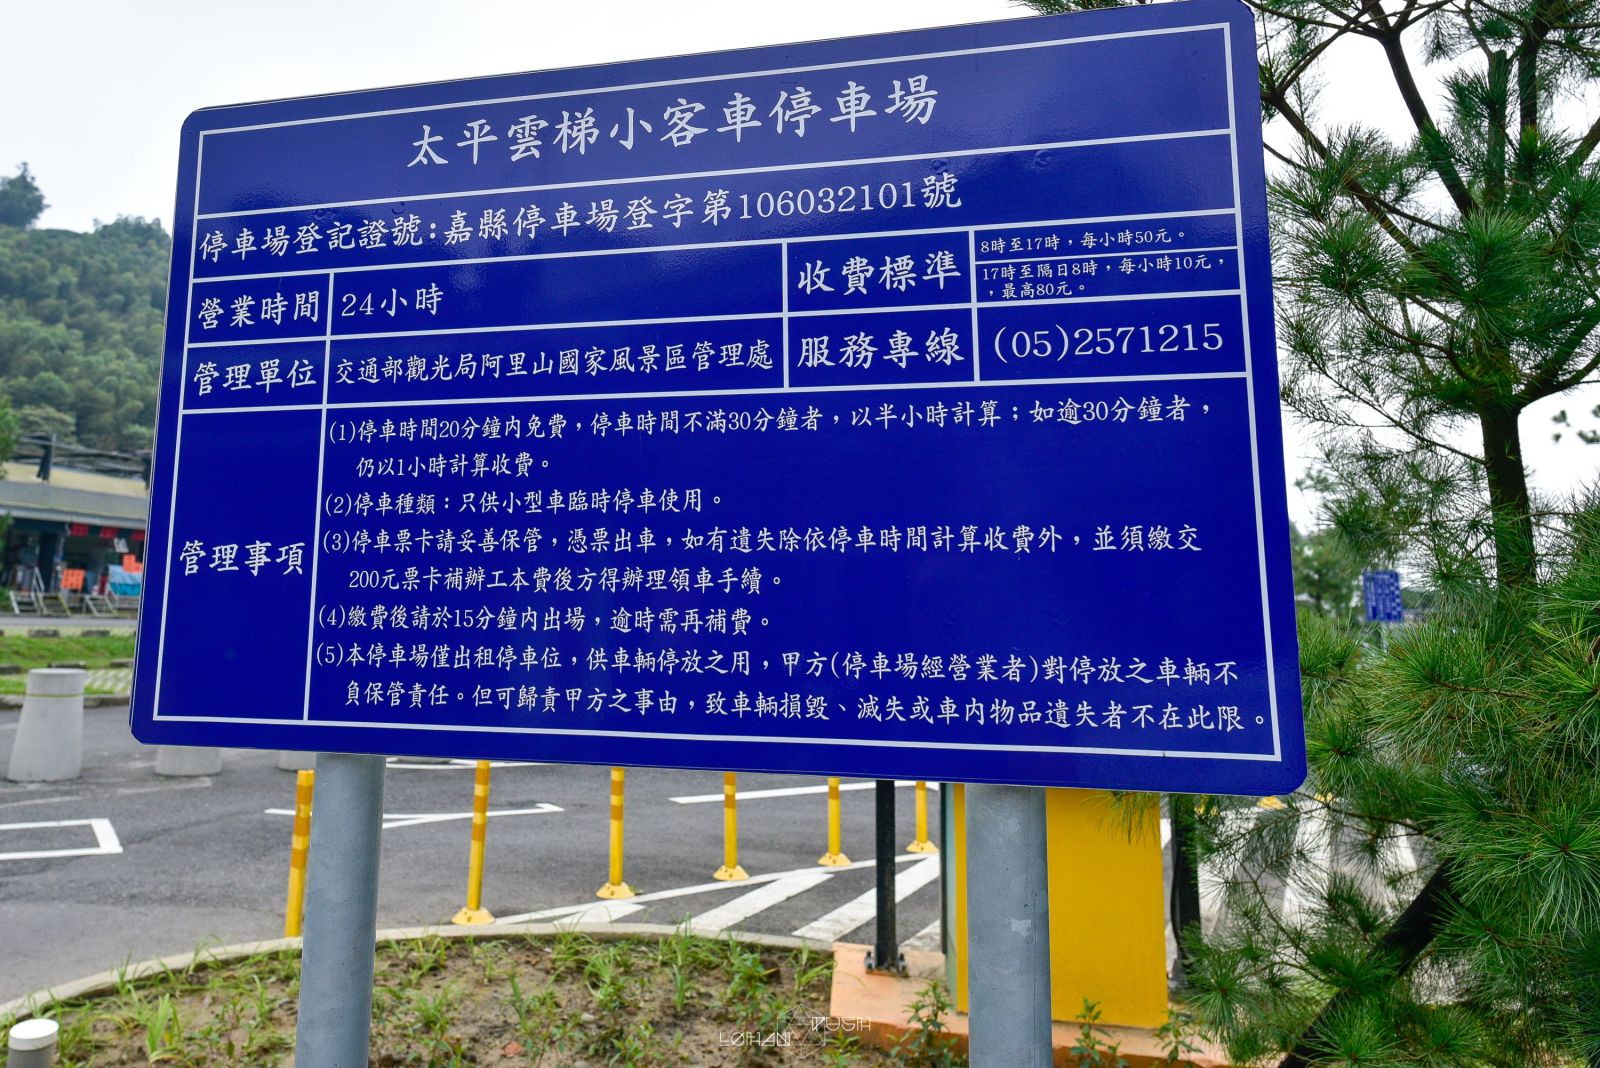 太平雲梯小客車停車場
停車場登記證號:嘉縣停車場登字第106032101號
營業時間
24小時
收費標準
8時至17時，每小時50元。
17時至隔日8時，每小時10元，
，最高80元。
管理單位
交通部觀光局阿里山國家風景區管理處
服務專線
(05)2571215
管理事項
(1)停車時間20分鐘內免費，停車時間不滿30分鐘者，以半小時計算；如逾30分鐘者，
仍以1小時計算收費。
(2)停車種類：只供小型車臨時停車使用。
(3)停車票卡請妥善保管，憑票出車，如有遺失除依停車時間計算收費外，並須繳交
200元票卡補辦工本費後方得辦理領車手續。
(4)繳費後請於15分鐘內出場，逾時需再補費。
(5)本停車場僅出租停車位，供車輛停放之用，甲方(停車場經營業者)對停放之車輛不
負保管責任。但可歸責甲方之事由，致車輛損毀、滅失或車內物品遺失者不在此限。